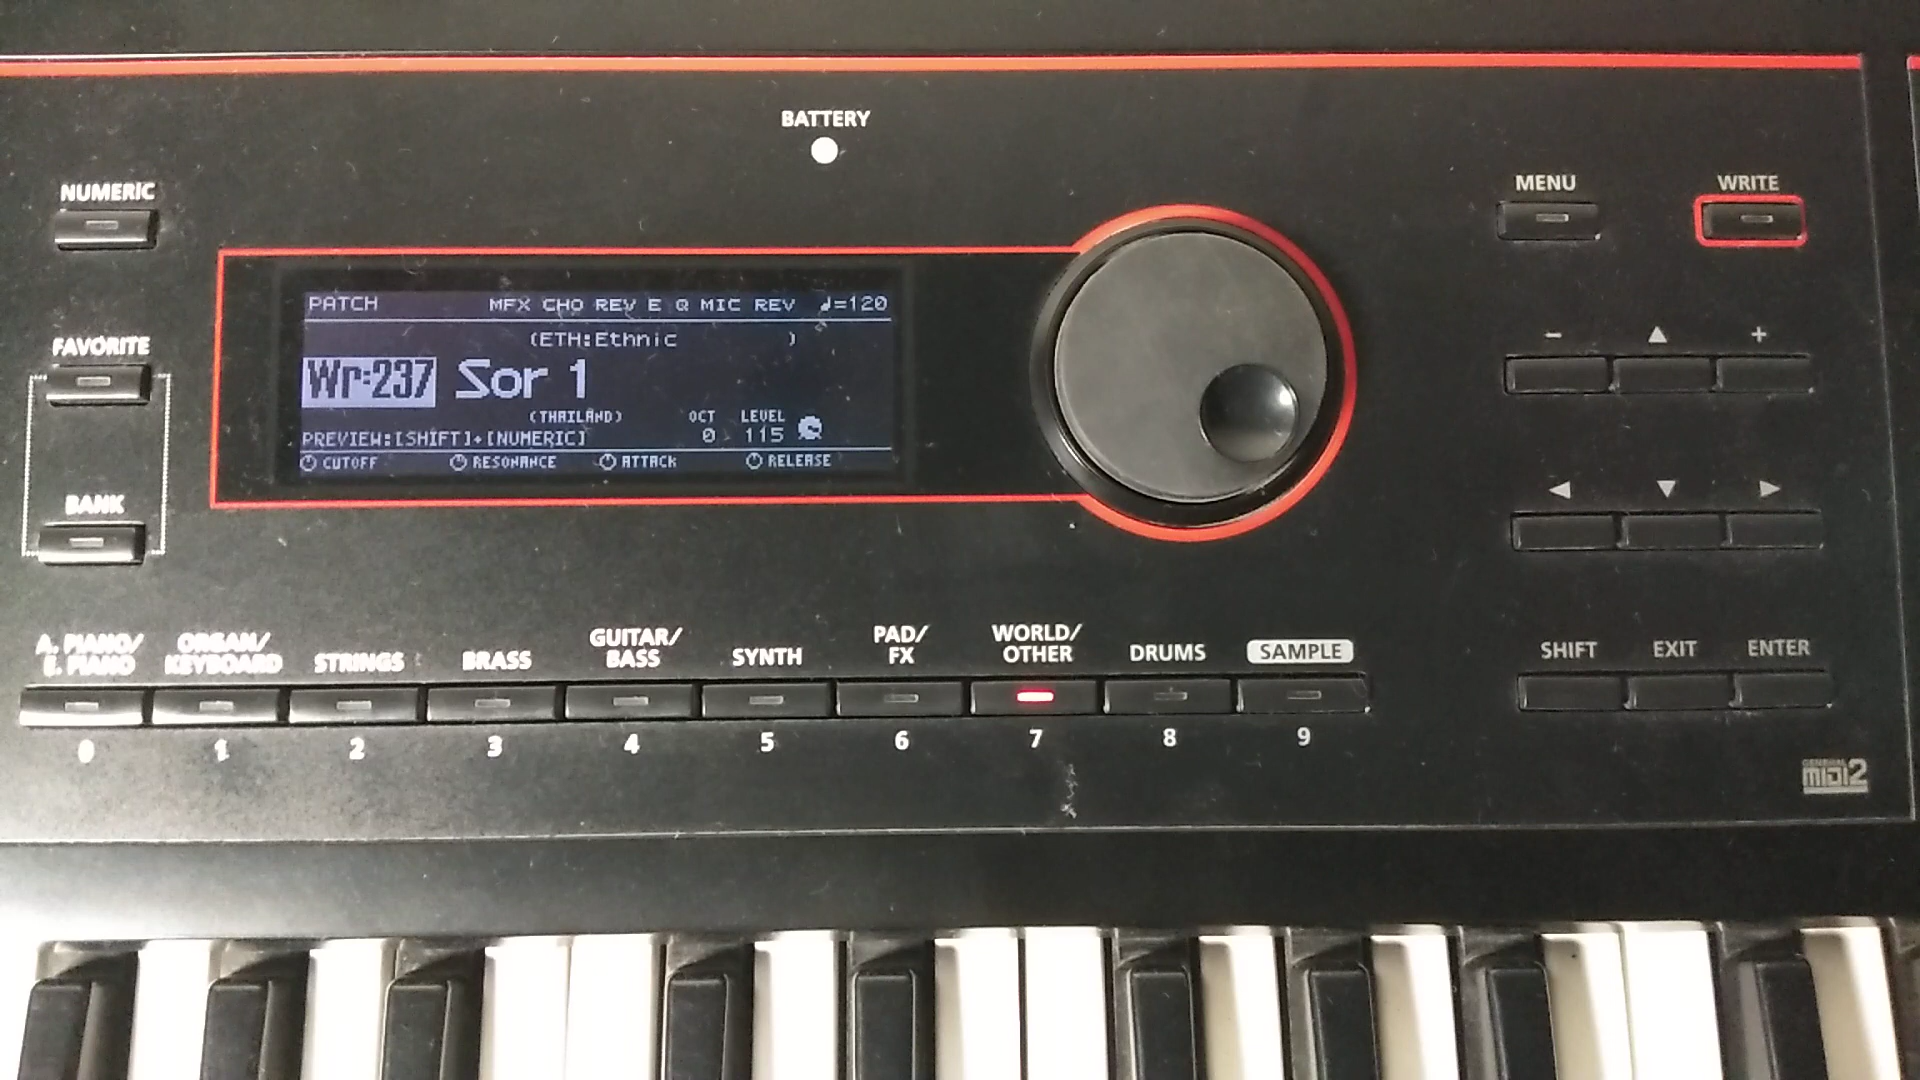 BATTERY
NUMERIC
MENU
WRITE
PATCH MFX CHO REV E Q MIC REV ♩=120
(ETH:Ethnic )
Wr:237 Sor 1
(THAILAND) OCT LEVEL
PREVIEW:[SHIFT]+[NUMERIC] 0 115
CUTOFF RESONANCE ATTACK RELEASE
FAVORITE
BANK
- ▲ +
◀ ▼ ▶
A. PIANO/
E. PIANO
ORGAN/
KEYBOARD
STRINGS
BRASS
GUITAR/
BASS
SYNTH
PAD/
FX
WORLD/
OTHER
DRUMS
SAMPLE
SHIFT EXIT ENTER
0 1 2 3 4 5 6 7 8 9
GENERAL
MIDI2